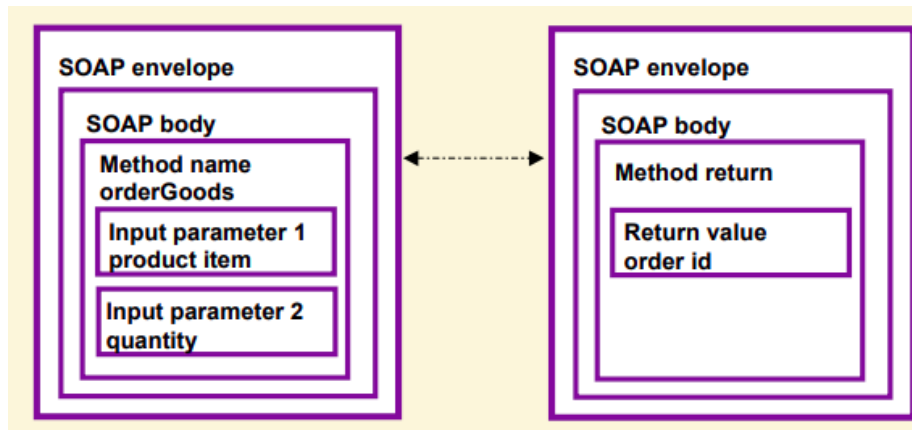 SOAP envelope
SOAP body
Method name
orderGoods
Input parameter 1
product item
Input parameter 2
quantity
SOAP envelope
SOAP body
Method return
Return value
order id